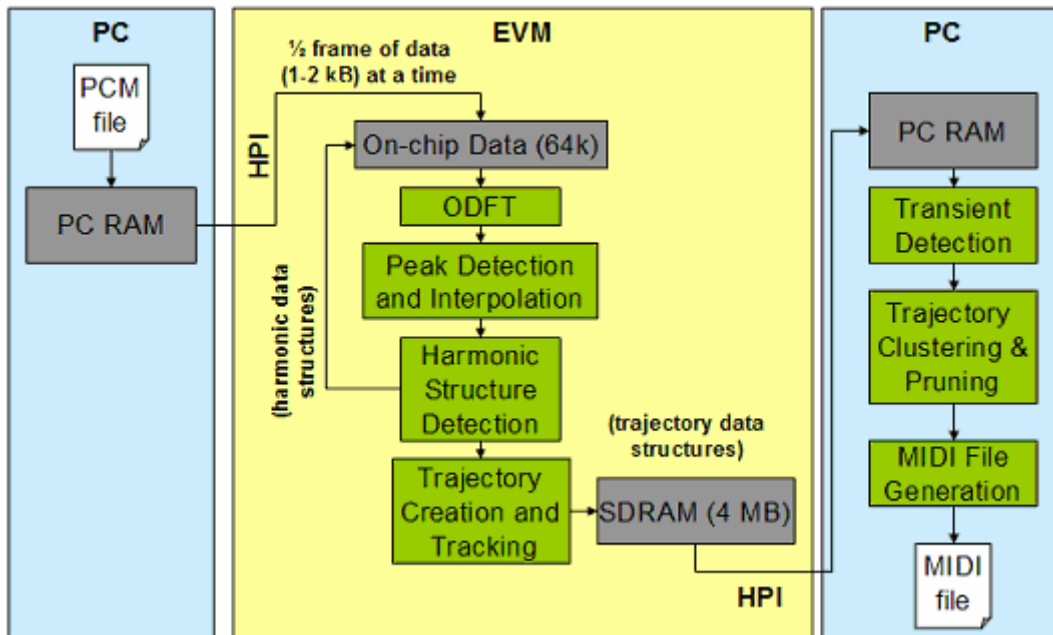 PC
PCM
file
PC RAM
EVM
½ frame of data
(1-2 kB) at a time
HPI
On-chip Data (64k)
ODFT
Peak Detection
and Interpolation
(harmonic data
structures)
Harmonic
Structure
Detection
Trajectory
Creation and
Tracking
(trajectory data
structures)
SDRAM (4 MB)
HPI
PC
PC RAM
Transient
Detection
Trajectory
Clustering &
Pruning
MIDI File
Generation
MIDI
file